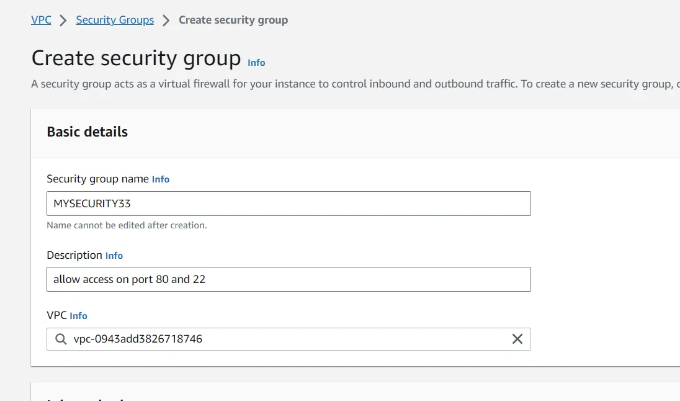 VPC > Security Groups > Create security group
Create security group Info
A security group acts as a virtual firewall for your instance to control inbound and outbound traffic. To create a new security group,
Basic details
Security group name Info
MYSECURITY33
Name cannot be edited after creation.
Description Info
allow access on port 80 and 22
VPC Info
vpc-0943add3826718746